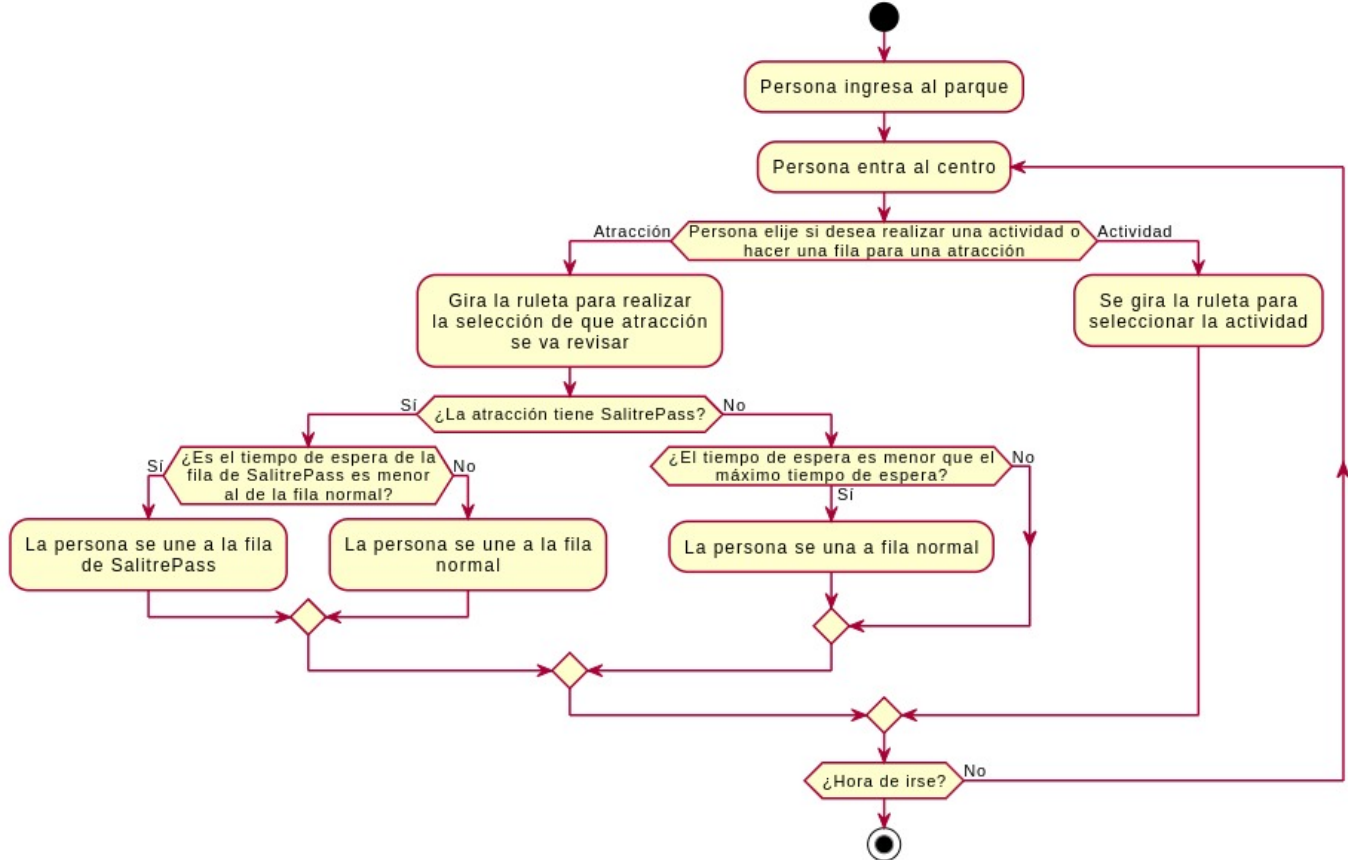 Persona ingresa al parque
Persona entra al centro
Atracción
Persona elije si desea realizar una actividad o
hacer una fila para una atracción
Actividad
Gira la ruleta para realizar
la selección de que atracción
se va revisar
Se gira la ruleta para
seleccionar la actividad
Sí
¿La atracción tiene SalitrePass?
No
Sí
¿Es el tiempo de espera de la
fila de SalitrePass es menor
al de la fila normal?
No
¿El tiempo de espera es menor que el
máximo tiempo de espera?
No
Sí
La persona se une a la fila
de SalitrePass
La persona se une a la fila
normal
La persona se una a fila normal
¿Hora de irse?
No